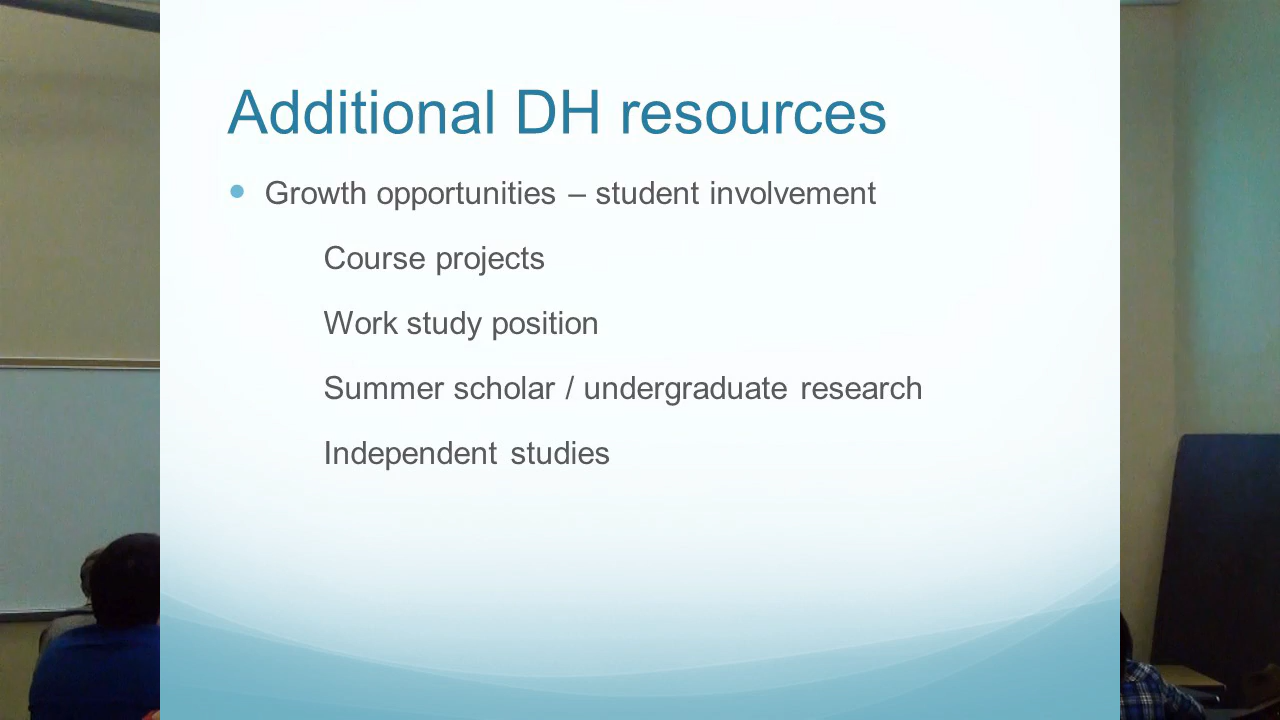 Additional DH resources
Growth opportunities – student involvement
Course projects
Work study position
Summer scholar / undergraduate research
Independent studies